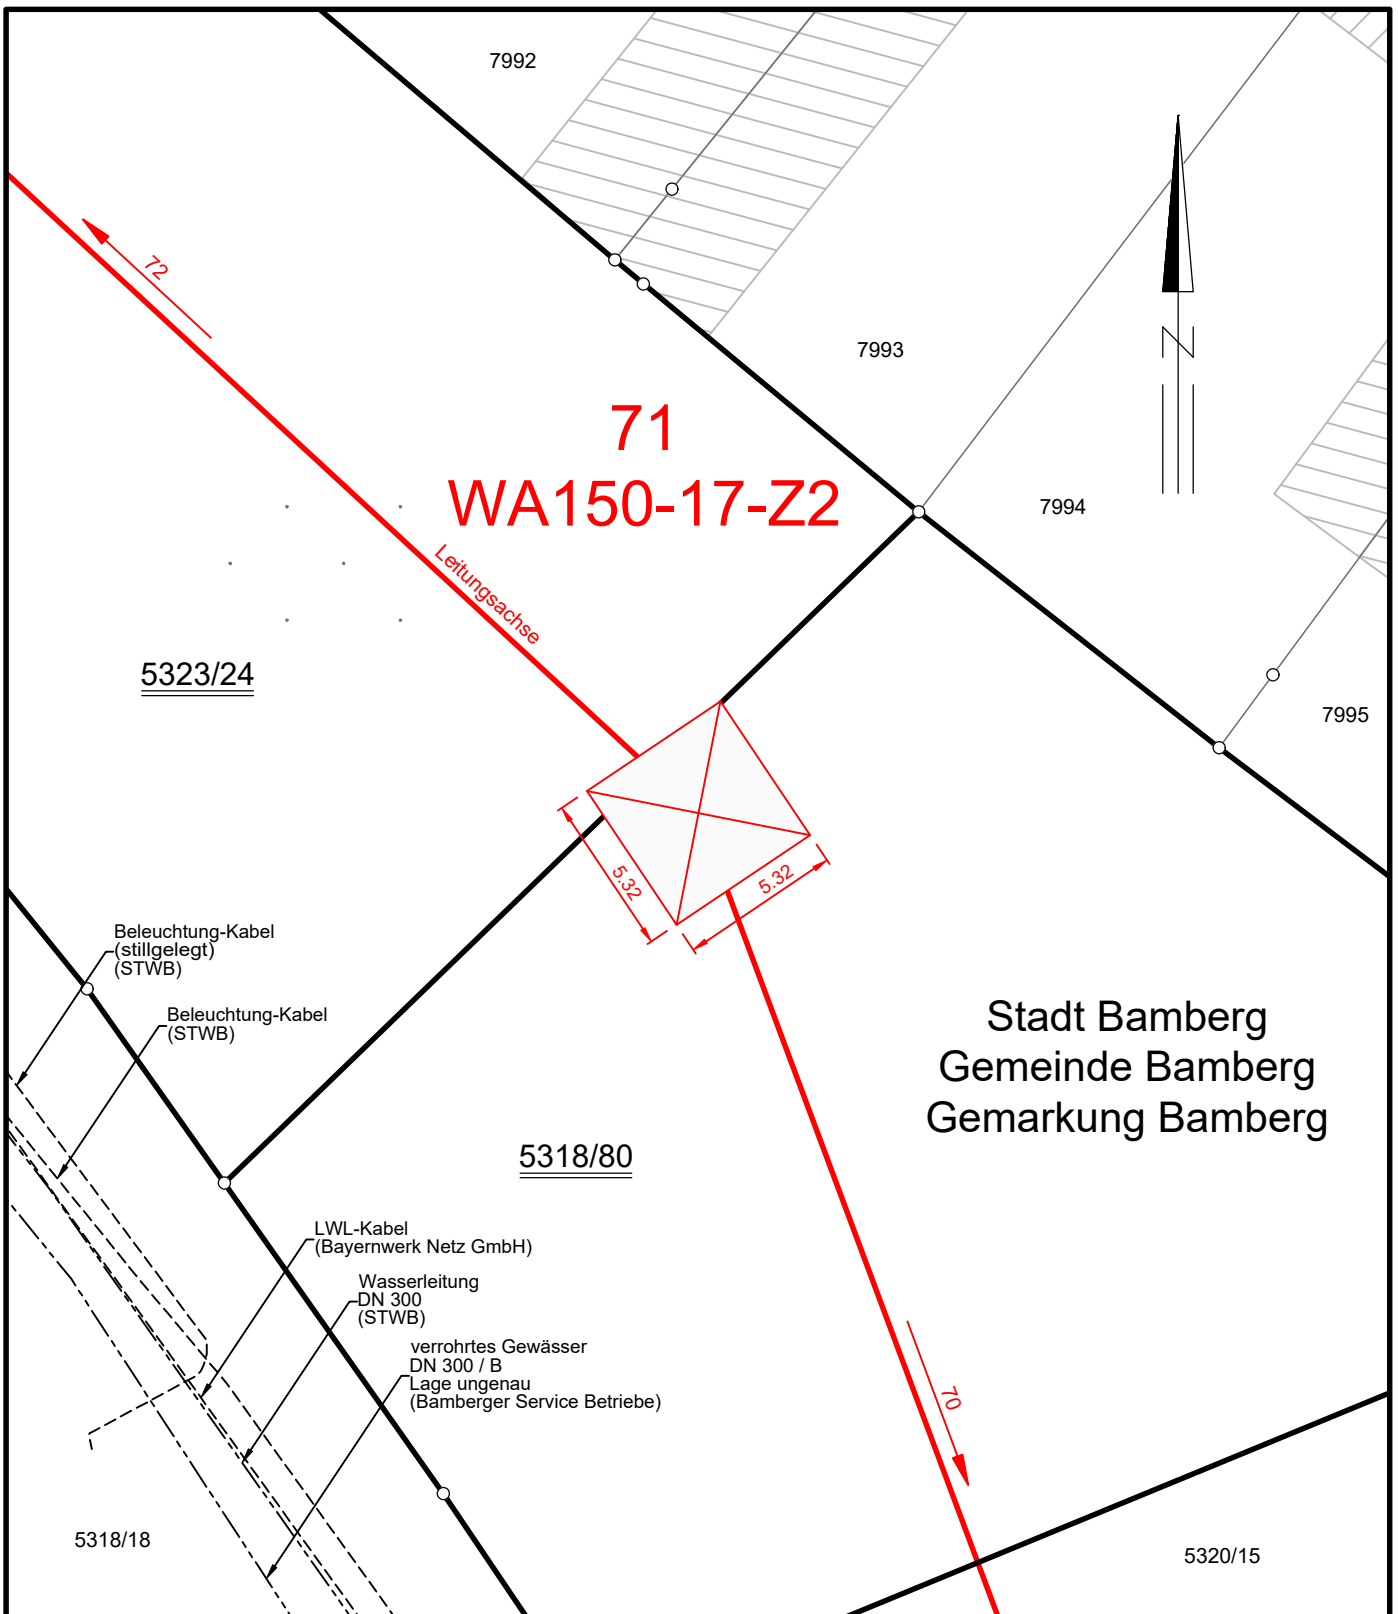 7992
72
7993
71
WA150-17-Z2
N
7994
Leitungsachse
5323/24
7995
5.32
5.32
Beleuchtung-Kabel
(stillgelegt)
(STWB)
Beleuchtung-Kabel
(STWB)
Stadt Bamberg
Gemeinde Bamberg
Gemarkung Bamberg
5318/80
LWL-Kabel
(Bayernwerk Netz GmbH)
Wasserleitung
DN 300
(STWB)
verrohrtes Gewässer
DN 300 / B
Lage ungenau
(Bamberger Service Betriebe)
70
5318/18
5320/15